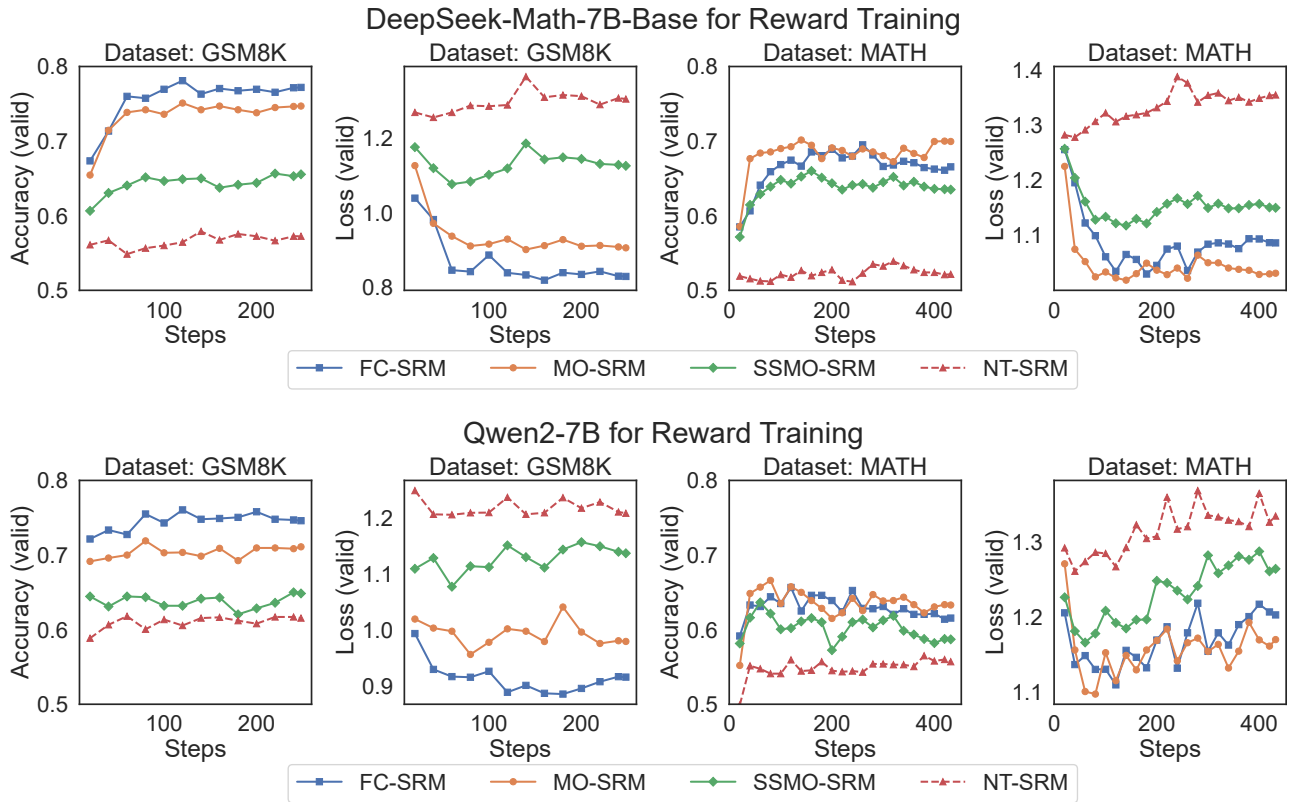 DeepSeek-Math-7B-Base for Reward Training
Dataset: GSM8K
Dataset: GSM8K
Dataset: MATH
Dataset: MATH
Accuracy (valid)
0.8
0.7
0.6
0.5
100
200
Steps
Loss (valid)
1.2
1.0
0.8
100
200
Steps
Accuracy (valid)
0.8
0.7
0.6
0.5
0
200
400
Steps
Loss (valid)
1.4
1.3
1.2
1.1
0
200
400
Steps
FC-SRM MO-SRM SSMO-SRM NT-SRM
Qwen2-7B for Reward Training
Dataset: GSM8K
Dataset: GSM8K
Dataset: MATH
Dataset: MATH
Accuracy (valid)
0.8
0.7
0.6
0.5
100
200
Steps
Loss (valid)
1.2
1.1
1.0
0.9
100
200
Steps
Accuracy (valid)
0.8
0.7
0.6
0.5
0
200
400
Steps
Loss (valid)
1.3
1.2
1.1
0
200
400
Steps
FC-SRM MO-SRM SSMO-SRM NT-SRM